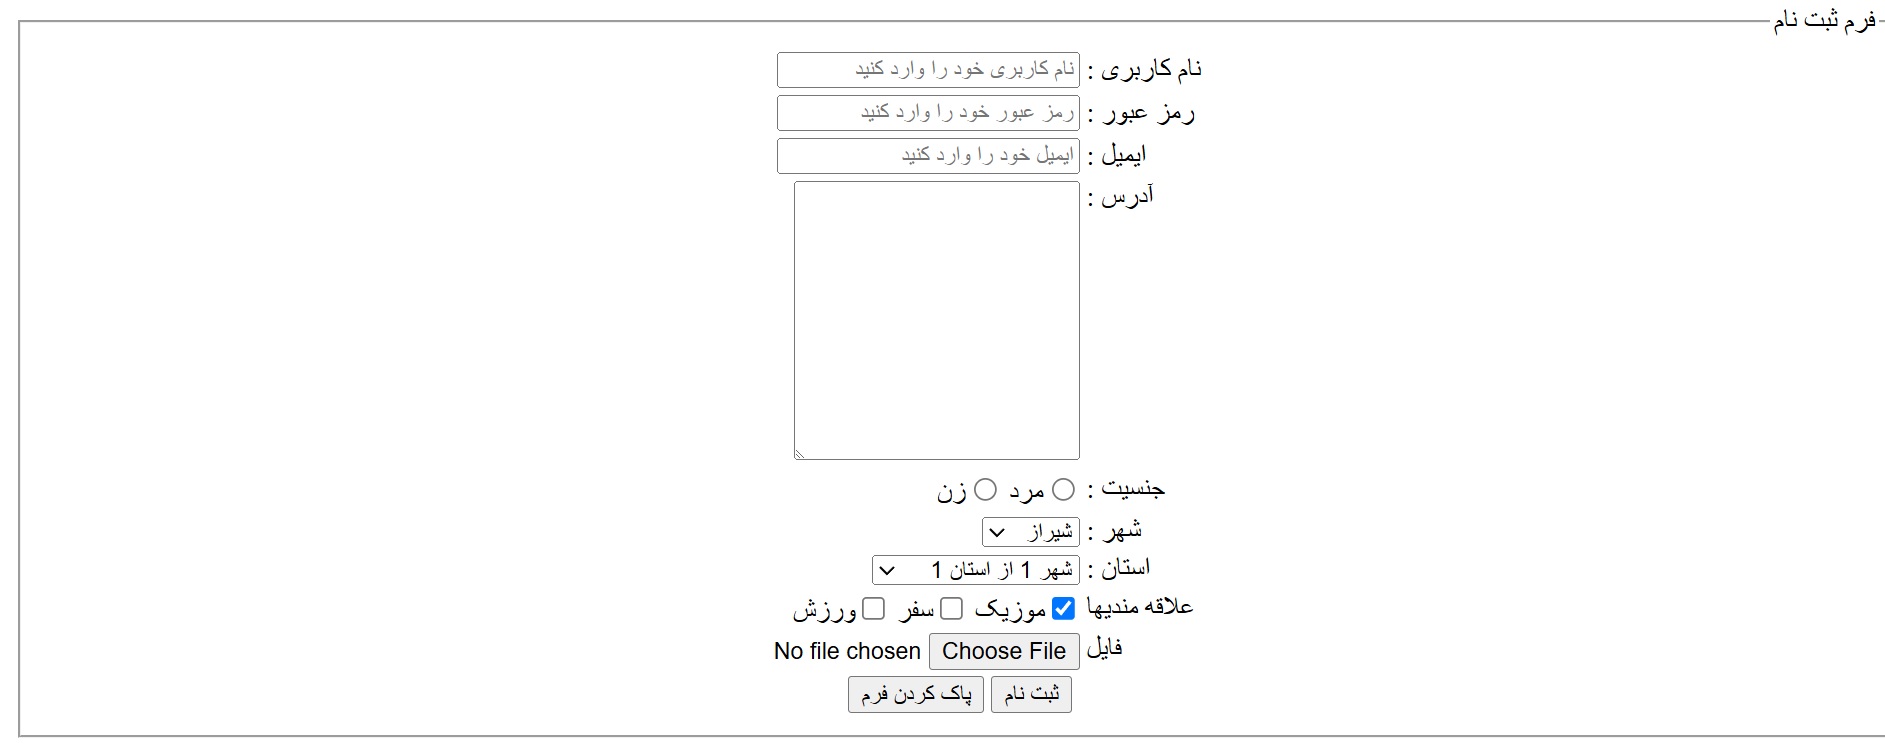 فرم ثبت نام
نام کاربری : نام کاربری خود را وارد کنید
رمز عبور : رمز عبور خود را وارد کنید
ایمیل : ایمیل خود را وارد کنید
آدرس :
جنسیت : مرد زن
شهر : شیراز
استان : شهر 1 از استان 1
علاقه مندیها موزیک سفر ورزش
فایل Choose File No file chosen
ثبت نام پاک کردن فرم